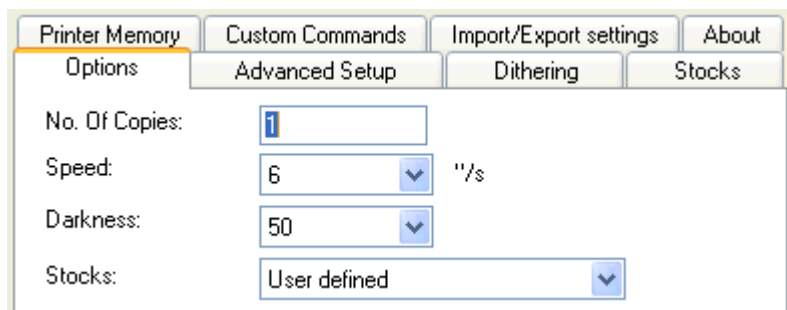 Printer Memory Custom Commands Import/Export settings About
Options Advanced Setup Dithering Stocks
No. Of Copies: 1
Speed: 6 "/s
Darkness: 50
Stocks: User defined